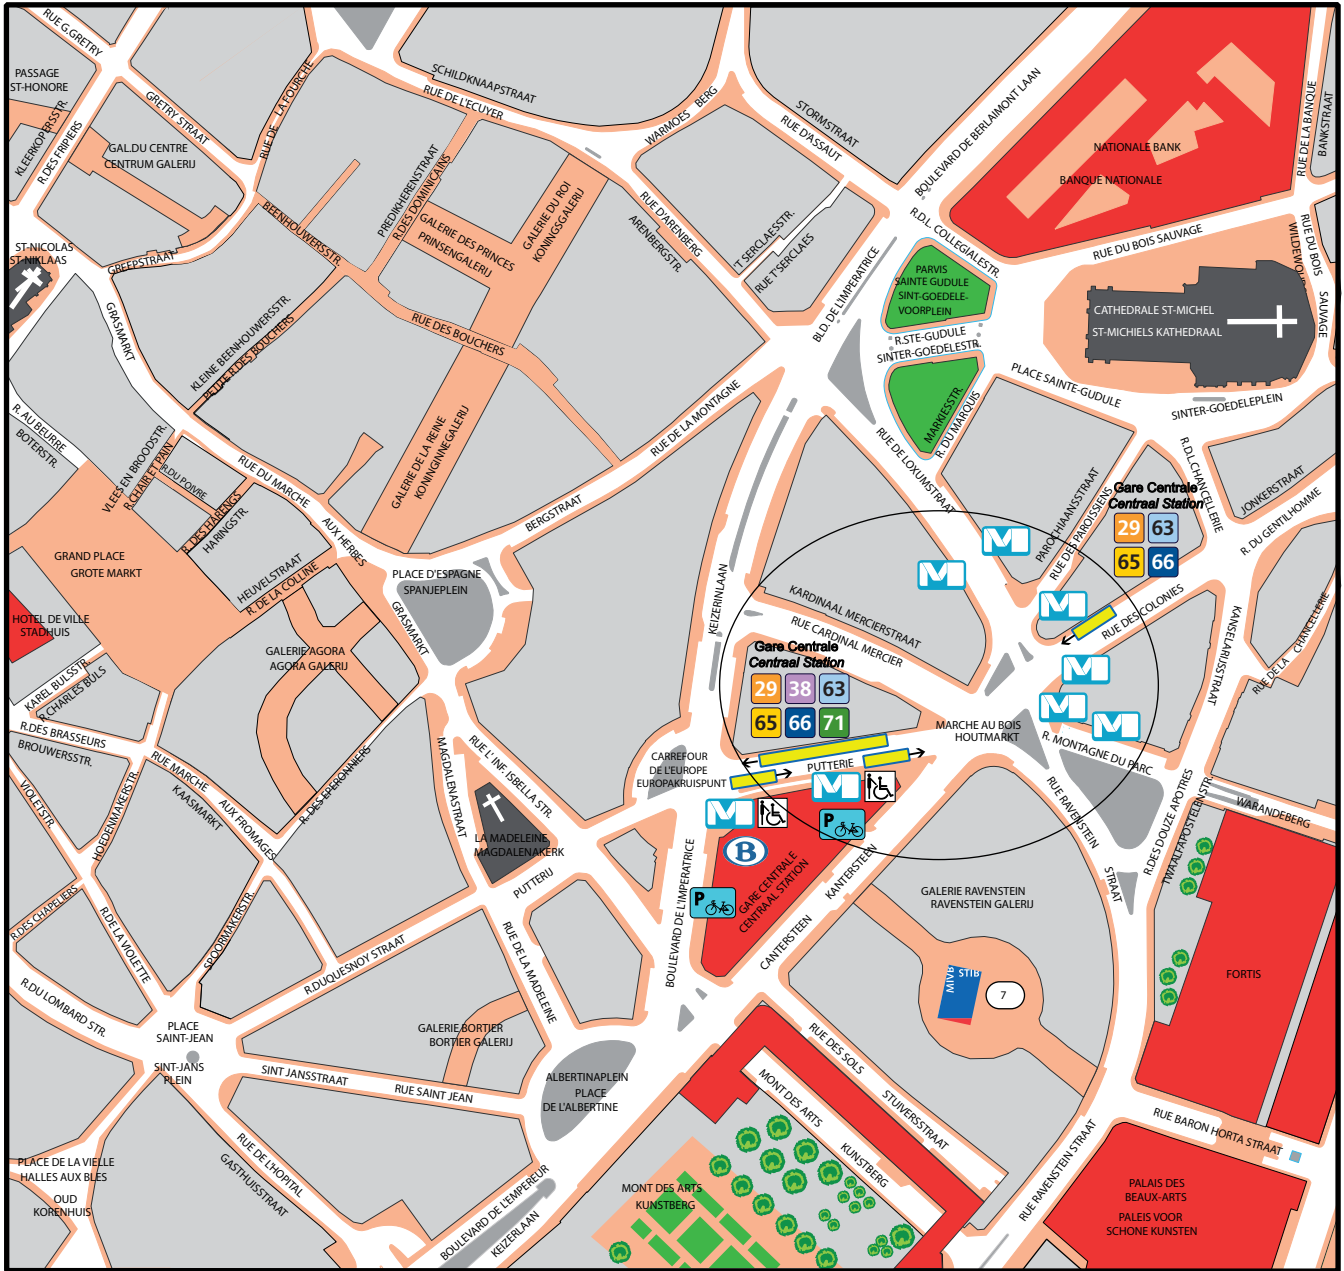 RUE G.GRETRY
PASSAGE
ST-HONORE
KLEERKOPERSSTR.
R.DES FRIPIERS
GRETRY STRAAT
GAL.DU CENTRE
CENTRUM GALERIJ
RUE DE LA FOURCHE
SCHILDKNAAPSTRAAT
RUE DE L'ECUYER
WARMOES BERG
STORMSTRAAT
RUE D'ASSAUT
BOULEVARD DE BERLAIMONT LAAN
NATIONALE BANK
BANQUE NATIONALE
RUE DE LA BANQUE
BANKSTRAAT
PREDIKHERENSTRAAT
R.DES DOMINICAINS
GALERIE DU ROI
KONINGSGALERIJ
GALERIE DES PRINCES
PRINSENGALERIJ
RUE D'ARENBERG
ARENBERGSTR.
'T SERCLAESSTR.
RUE T'SERCLAES
R.D.L. COLLEGIALESTR.
RUE DU BOIS SAUVAGE
RUE DU BOIS
SAUVAGE
ST-NICOLAS
ST-NIKLAAS
GREEPSTRAAT
BEENHOUWERSSTR.
BLD. DE L'IMPERATRICE
PARVIS
SAINTE GUDULE
SINT-GOEDELE-
VOORPLEIN
CATHEDRALE ST-MICHEL
ST-MICHIELS KATHEDRAAL
R.STE-GUDULE
SINTER-GOEDELESTR.
GRASMARKT
KLEINE BEENHOUWERSSTR.
PETITE R.DES BOUCHERS
RUE DES BOUCHERS
PLACE SAINTE-GUDULE
SINTER-GOEDELEPLEIN
MARKIESSTR.
R. DU MARQUIS
RUE DE LA MONTAGNE
BERGSTRAAT
RUE DE LOXUMSTRAAT
R. AU BEURRE
BOTERSTR.
VLEES EN BROODSTR.
R.CHAIR ET PAIN
R.DU POIVRE
R. DES HARENGS
HARINGSTR.
RUE DU MARCHE
AUX HERBES
GALERIE DE LA REINE
KONINGINNEGALERIJ
R.D.L.CHANCELLERIE
JONKERSTRAAT
R. DU GENTILHOMME
PAROCHIAANSSTRAAT
RUE DES PAROISSIENS
Gare Centrale
Centraal Station
29 63
65 66
GRAND PLACE
GROTE MARKT
HEUVELSTRAAT
R. DE LA COLLINE
PLACE D'ESPAGNE
SPANJEPLEIN
GRASMARKT
KEIZERINLAAN
KARDINAAL MERCIERSTRAAT
RUE CARDINAL MERCIER
RUE DES COLONIES
KANSELARIJSTRAAT
RUE DE LA
CHANCELLERIE
HOTEL DE VILLE
STADHUIS
GALERIE AGORA
AGORA GALERIJ
Gare Centrale
Centraal Station
29 38 63
65 66 71
KAREL BULSSTR.
R.CHARLES BULS
R.DES BRASSEURS
BROUWERSSTR.
MARCHE AU BOIS
HOUTMARKT
R. MONTAGNE DU PARC
CARREFOUR
DE L'EUROPE
EUROPAKRUISPUNT
PUTTERIE
RUE MARCHE
AUX FROMAGES
KAASMARKT
MAGDALENASTRAAT
RUE L' INF. ISBELLA STR.
R. DES EPERONNIERS
VIOLETSTR.
HOEDENMAKERSTR.
LA MADELEINE
MAGDALENAKERK
PUTTERIJ
P
B
P
GARE CENTRALE
CENTRAAL STATION
BOULEVARD DE L'IMPERATRICE
CANTERSTEEN
KANTERSTEEN
RUE RAVENSTEIN
STRAAT
R.DES DOUZE APOTRES
TWAALFAPOSTELENSTR.
WARANDEBERG
GALERIE RAVENSTEIN
RAVENSTEIN GALERIJ
MIVB
STIB
7
FORTIS
R.DES CHAPELIERS
R.DE LA VIOLETTE
SPOORMAKERSTR.
R.DUQUESNOY STRAAT
RUE DE LA MADELEINE
R.DU LOMBARD STR.
PLACE
SAINT-JEAN
SINT-JANS
PLEIN
GALERIE BORTIER
BORTIER GALERIJ
SINT JANSSTRAAT
RUE SAINT JEAN
ALBERTINAPLEIN
PLACE
DE L'ALBERTINE
RUE DES SOLS
STUIVERSSTRAAT
MONT DES ARTS
KUNSTBERG
RUE BARON HORTA STRAAT
RUE RAVENSTEIN STRAAT
PLACE DE LA VIELLE
HALLES AUX BLES
OUD
KORENHUIS
RUE DE L'HOPITAL
GASTHUISSTRAAT
BOULEVARD DE L'EMPEREUR
KEIZERLAAN
MONT DES ARTS
KUNSTBERG
PALAIS DES
BEAUX-ARTS
PALEIS VOOR
SCHONE KUNSTEN